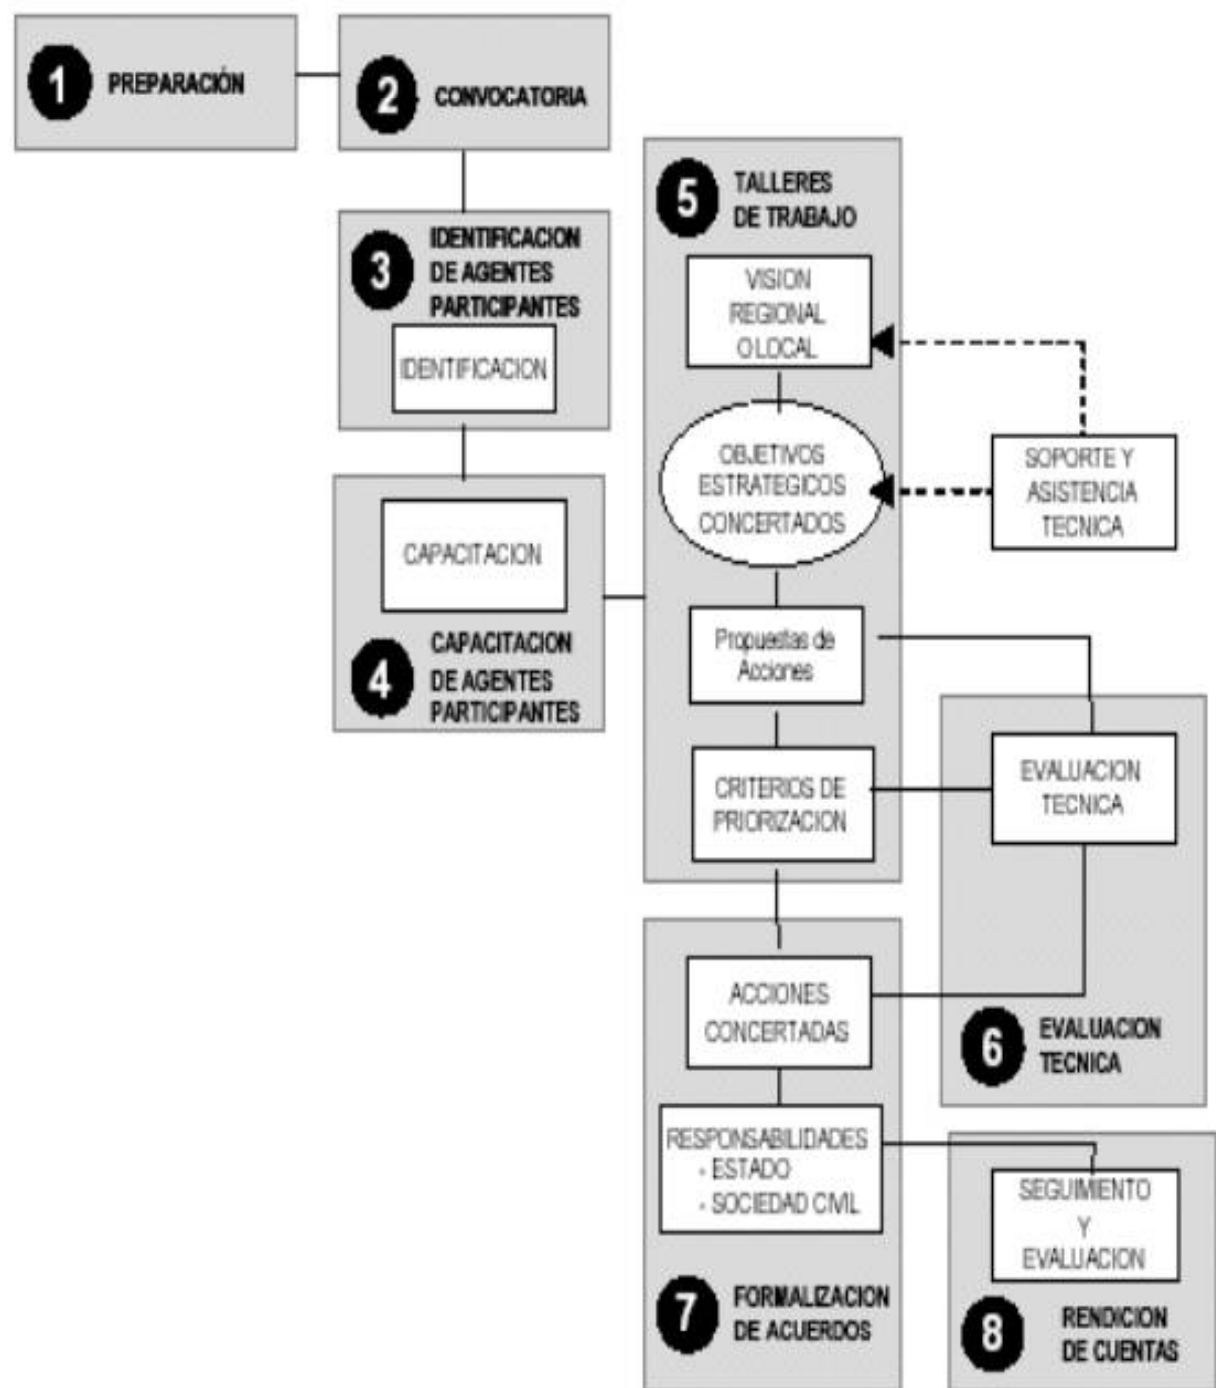 1 PREPARACIÓN
2 CONVOCATORIA
3 IDENTIFICACION
DE AGENTES
PARTICIPANTES
IDENTIFICACION
CAPACITACION
4 CAPACITACION
DE AGENTES
PARTICIPANTES
5 TALLERES
DE TRABAJO
VISION
REGIONAL
O LOCAL
OBJETIVOS
ESTRATEGICOS
CONCERTADOS
SOPORTE Y
ASISTENCIA
TECNICA
Propuestas de
Acciones
CRITERIOS DE
PRIORIZACION
EVALUACION
TECNICA
6 EVALUACION
TECNICA
ACCIONES
CONCERTADAS
RESPONSABILIDADES
- ESTADO
- SOCIEDAD CIVIL
7 FORMALIZACION
DE ACUERDOS
SEGUIMIENTO
Y
EVALUACION
8 RENDICION
DE CUENTAS